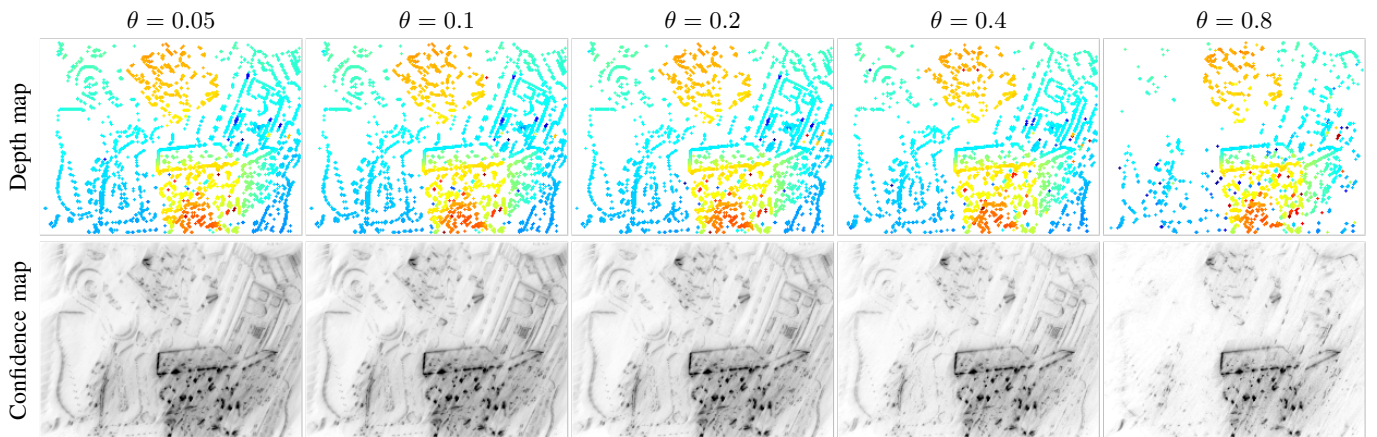 θ = 0.05 θ = 0.1 θ = 0.2 θ = 0.4 θ = 0.8
Depth map
Confidence map